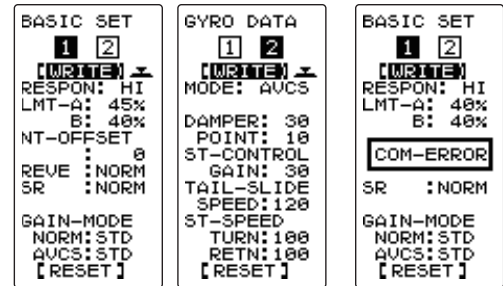 BASIC SET
1 2
[WRITE]
RESPON: HI
LMT-A: 45%
B: 40%
NT-OFFSET
: 0
REVE :NORM
SR :NORM
GAIN-MODE
NORM:STD
AVCS:STD
[RESET]
GYRO DATA
1 2
[WRITE]
MODE: AVCS
DAMPER: 30
POINT: 10
ST-CONTROL
GAIN: 30
TAIL-SLIDE
SPEED:120
ST-SPEED
TURN:100
RETN:100
[RESET]
BASIC SET
1 2
[WRITE]
RESPON: HI
LMT-A: 40%
B: 40%
COM-ERROR
SR :NORM
GAIN-MODE
NORM:STD
AVCS:STD
[RESET]